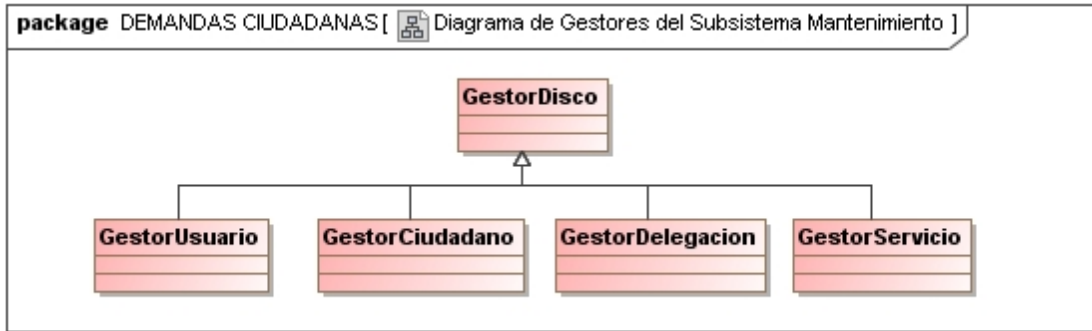 package DEMANDAS CIUDADANAS [ Diagrama de Gestores del Subsistema Mantenimiento ]
GestorDisco
GestorUsuario GestorCiudadano GestorDelegacion GestorServicio